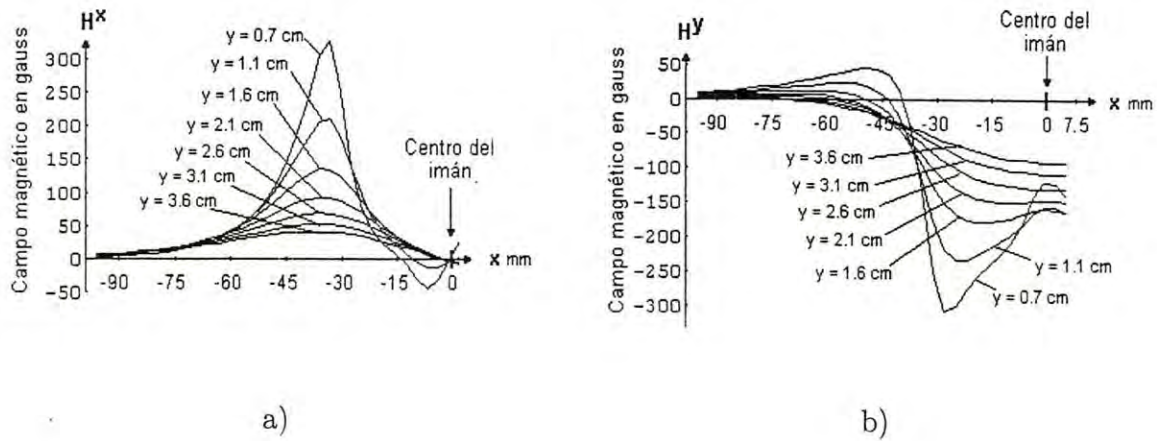 Hx
Campo magnético en gauss
300
250
200
150
100
50
0
-50
y = 0.7 cm
y = 1.1 cm
y = 1.6 cm
y = 2.1 cm
y = 2.6 cm
y = 3.1 cm
y = 3.6 cm
Centro del
imán
x mm
-90 -75 -60 -45 -30 -15 0
a)
Hy
Campo magnético en gauss
50
0
-50
-100
-150
-200
-250
-300
Centro del
imán
x mm
-90 -75 -60 -45 -30 -15 0 7.5
y = 3.6 cm
y = 3.1 cm
y = 2.6 cm
y = 2.1 cm
y = 1.6 cm
y = 1.1 cm
y = 0.7 cm
b)